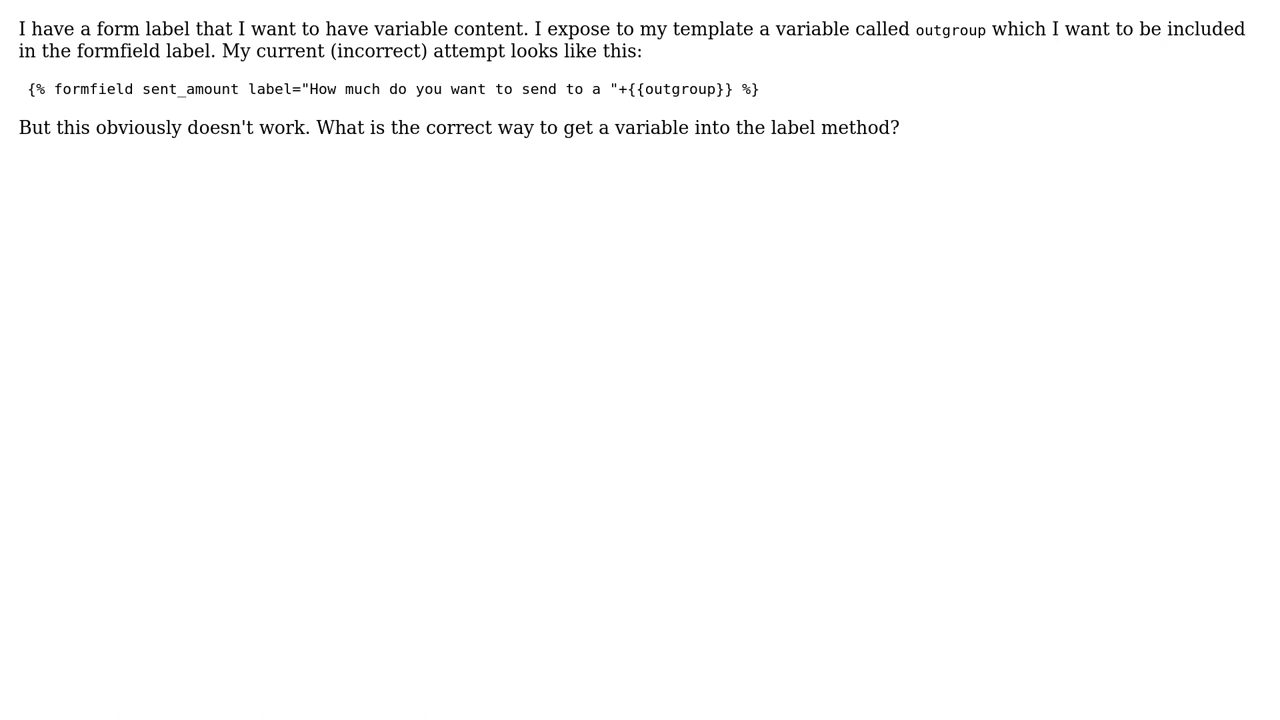 I have a form label that I want to have variable content. I expose to my template a variable called outgroup which I want to be included
in the formfield label. My current (incorrect) attempt looks like this:
{% formfield sent_amount label="How much do you want to send to a "+{{outgroup}} %}
But this obviously doesn't work. What is the correct way to get a variable into the label method?